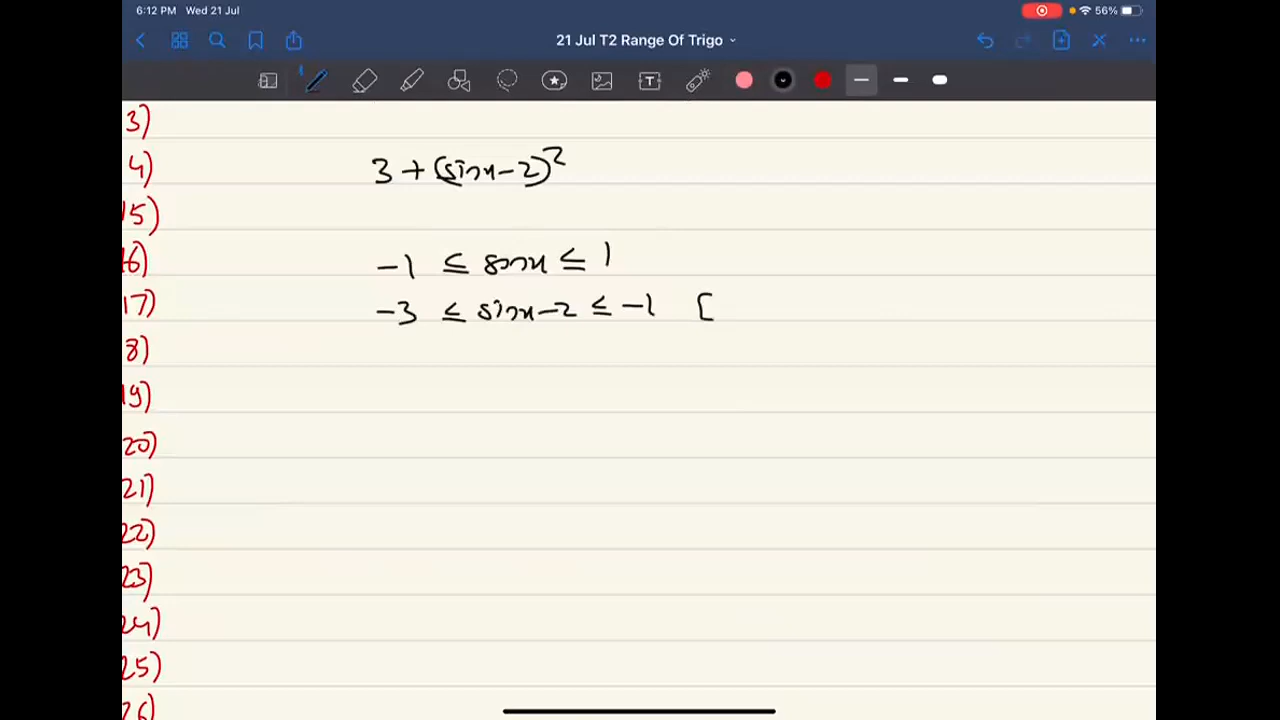 6:12 PM Wed 21 Jul
56%
21 Jul T2 Range Of Trigo
T
3)
4)
3 + (sinx - 2)²
15)
16)
-1 ≤ sinx ≤ 1
17)
-3 ≤ sinx - 2 ≤ -1 [
8)
19)
20)
21)
22)
23)
24)
25)
26)